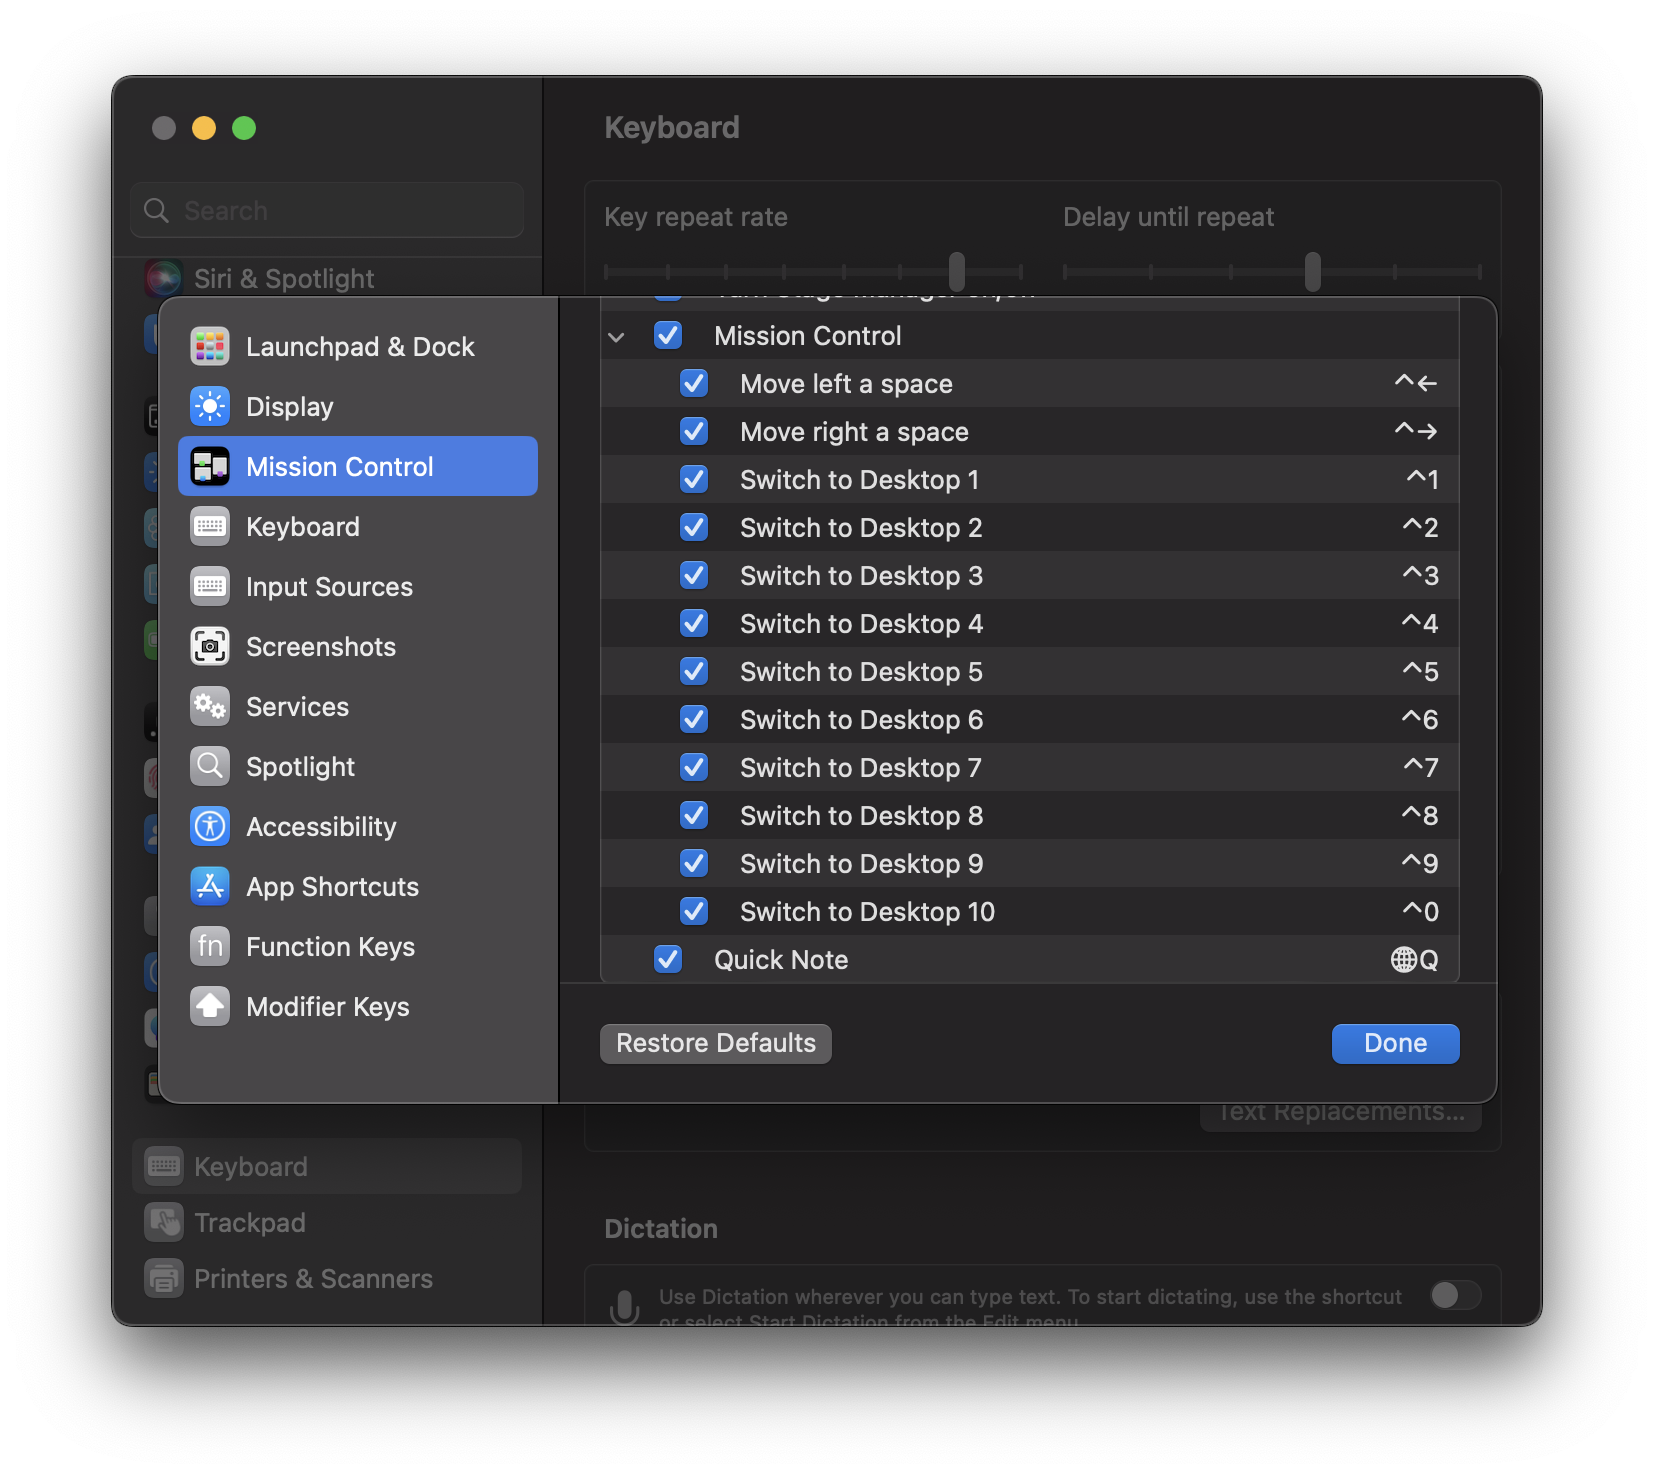 Keyboard
Search
Key repeat rate
Delay until repeat
Siri & Spotlight
Turn Stage Manager on/off
Launchpad & Dock
Display
Mission Control
Keyboard
Input Sources
Screenshots
Services
Spotlight
Accessibility
App Shortcuts
fn Function Keys
Modifier Keys
Mission Control
Move left a space ^←
Move right a space ^→
Switch to Desktop 1 ^1
Switch to Desktop 2 ^2
Switch to Desktop 3 ^3
Switch to Desktop 4 ^4
Switch to Desktop 5 ^5
Switch to Desktop 6 ^6
Switch to Desktop 7 ^7
Switch to Desktop 8 ^8
Switch to Desktop 9 ^9
Switch to Desktop 10 ^0
Quick Note 🌐Q
Restore Defaults
Done
Text Replacements...
Keyboard
Trackpad
Printers & Scanners
Dictation
Use Dictation wherever you can type text. To start dictating, use the shortcut
or select Start Dictation from the Edit menu.